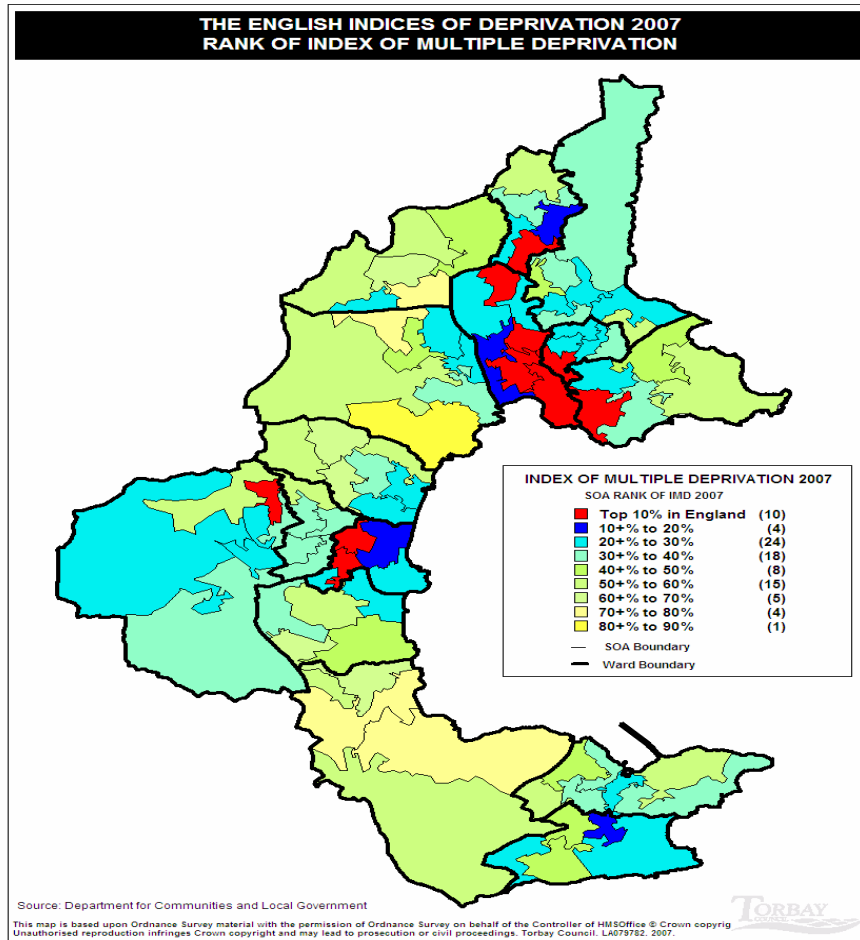 THE ENGLISH INDICES OF DEPRIVATION 2007
RANK OF INDEX OF MULTIPLE DEPRIVATION
INDEX OF MULTIPLE DEPRIVATION 2007
SOA RANK OF IMD 2007
Top 10% in England (10)
10+% to 20% (4)
20+% to 30% (24)
30+% to 40% (18)
40+% to 50% (8)
50+% to 60% (15)
60+% to 70% (5)
70+% to 80% (4)
80+% to 90% (1)
SOA Boundary
Ward Boundary
Source: Department for Communities and Local Government
TORBAY
COUNCIL
This map is based upon Ordnance Survey material with the permission of Ordnance Survey on behalf of the Controller of HMSOffice © Crown copyrig
Unauthorised reproduction infringes Crown copyright and may lead to prosecution or civil proceedings. Torbay Council. LA079782. 2007.